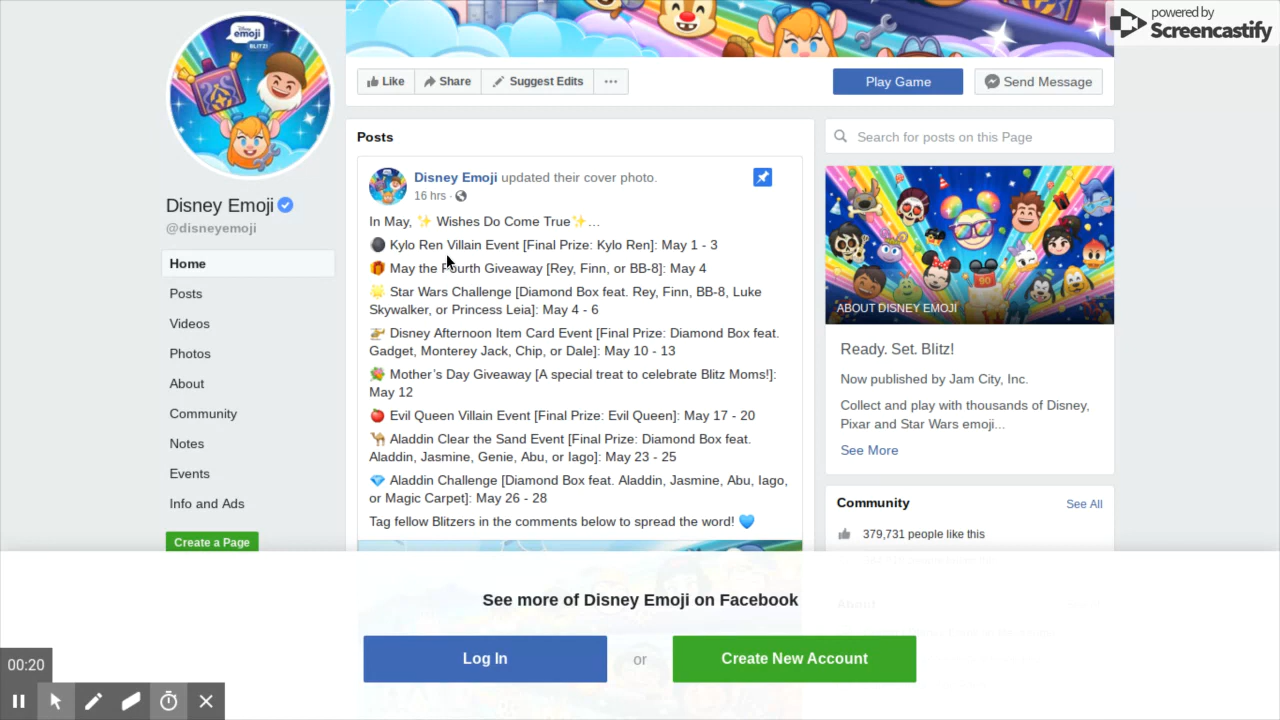 powered by
Screencastify
Disney
emoji
BLITZ!
Like
Share
Suggest Edits
Play Game
Send Message
Posts
Search for posts on this Page
Disney Emoji updated their cover photo.
16 hrs ·
In May, ✨ Wishes Do Come True✨…
Kylo Ren Villain Event [Final Prize: Kylo Ren]: May 1 - 3
🎁 May the Fourth Giveaway [Rey, Finn, or BB-8]: May 4
🌟 Star Wars Challenge [Diamond Box feat. Rey, Finn, BB-8, Luke
Skywalker, or Princess Leia]: May 4 - 6
🚁 Disney Afternoon Item Card Event [Final Prize: Diamond Box feat.
Gadget, Monterey Jack, Chip, or Dale]: May 10 - 13
💐 Mother’s Day Giveaway [A special treat to celebrate Blitz Moms!]:
May 12
🍎 Evil Queen Villain Event [Final Prize: Evil Queen]: May 17 - 20
🐪 Aladdin Clear the Sand Event [Final Prize: Diamond Box feat.
Aladdin, Jasmine, Genie, Abu, or Iago]: May 23 - 25
💎 Aladdin Challenge [Diamond Box feat. Aladdin, Jasmine, Abu, Iago,
or Magic Carpet]: May 26 - 28
Tag fellow Blitzers in the comments below to spread the word! 💙
Disney Emoji
@disneyemoji
Home
Posts
Videos
Photos
About
Community
Notes
Events
Info and Ads
Create a Page
90
ABOUT DISNEY EMOJI
Ready. Set. Blitz!
Now published by Jam City, Inc.
Collect and play with thousands of Disney,
Pixar and Star Wars emoji...
See More
Community
See All
379,731 people like this
About
See more of Disney Emoji on Facebook
Log In
or
Create New Account
00:20